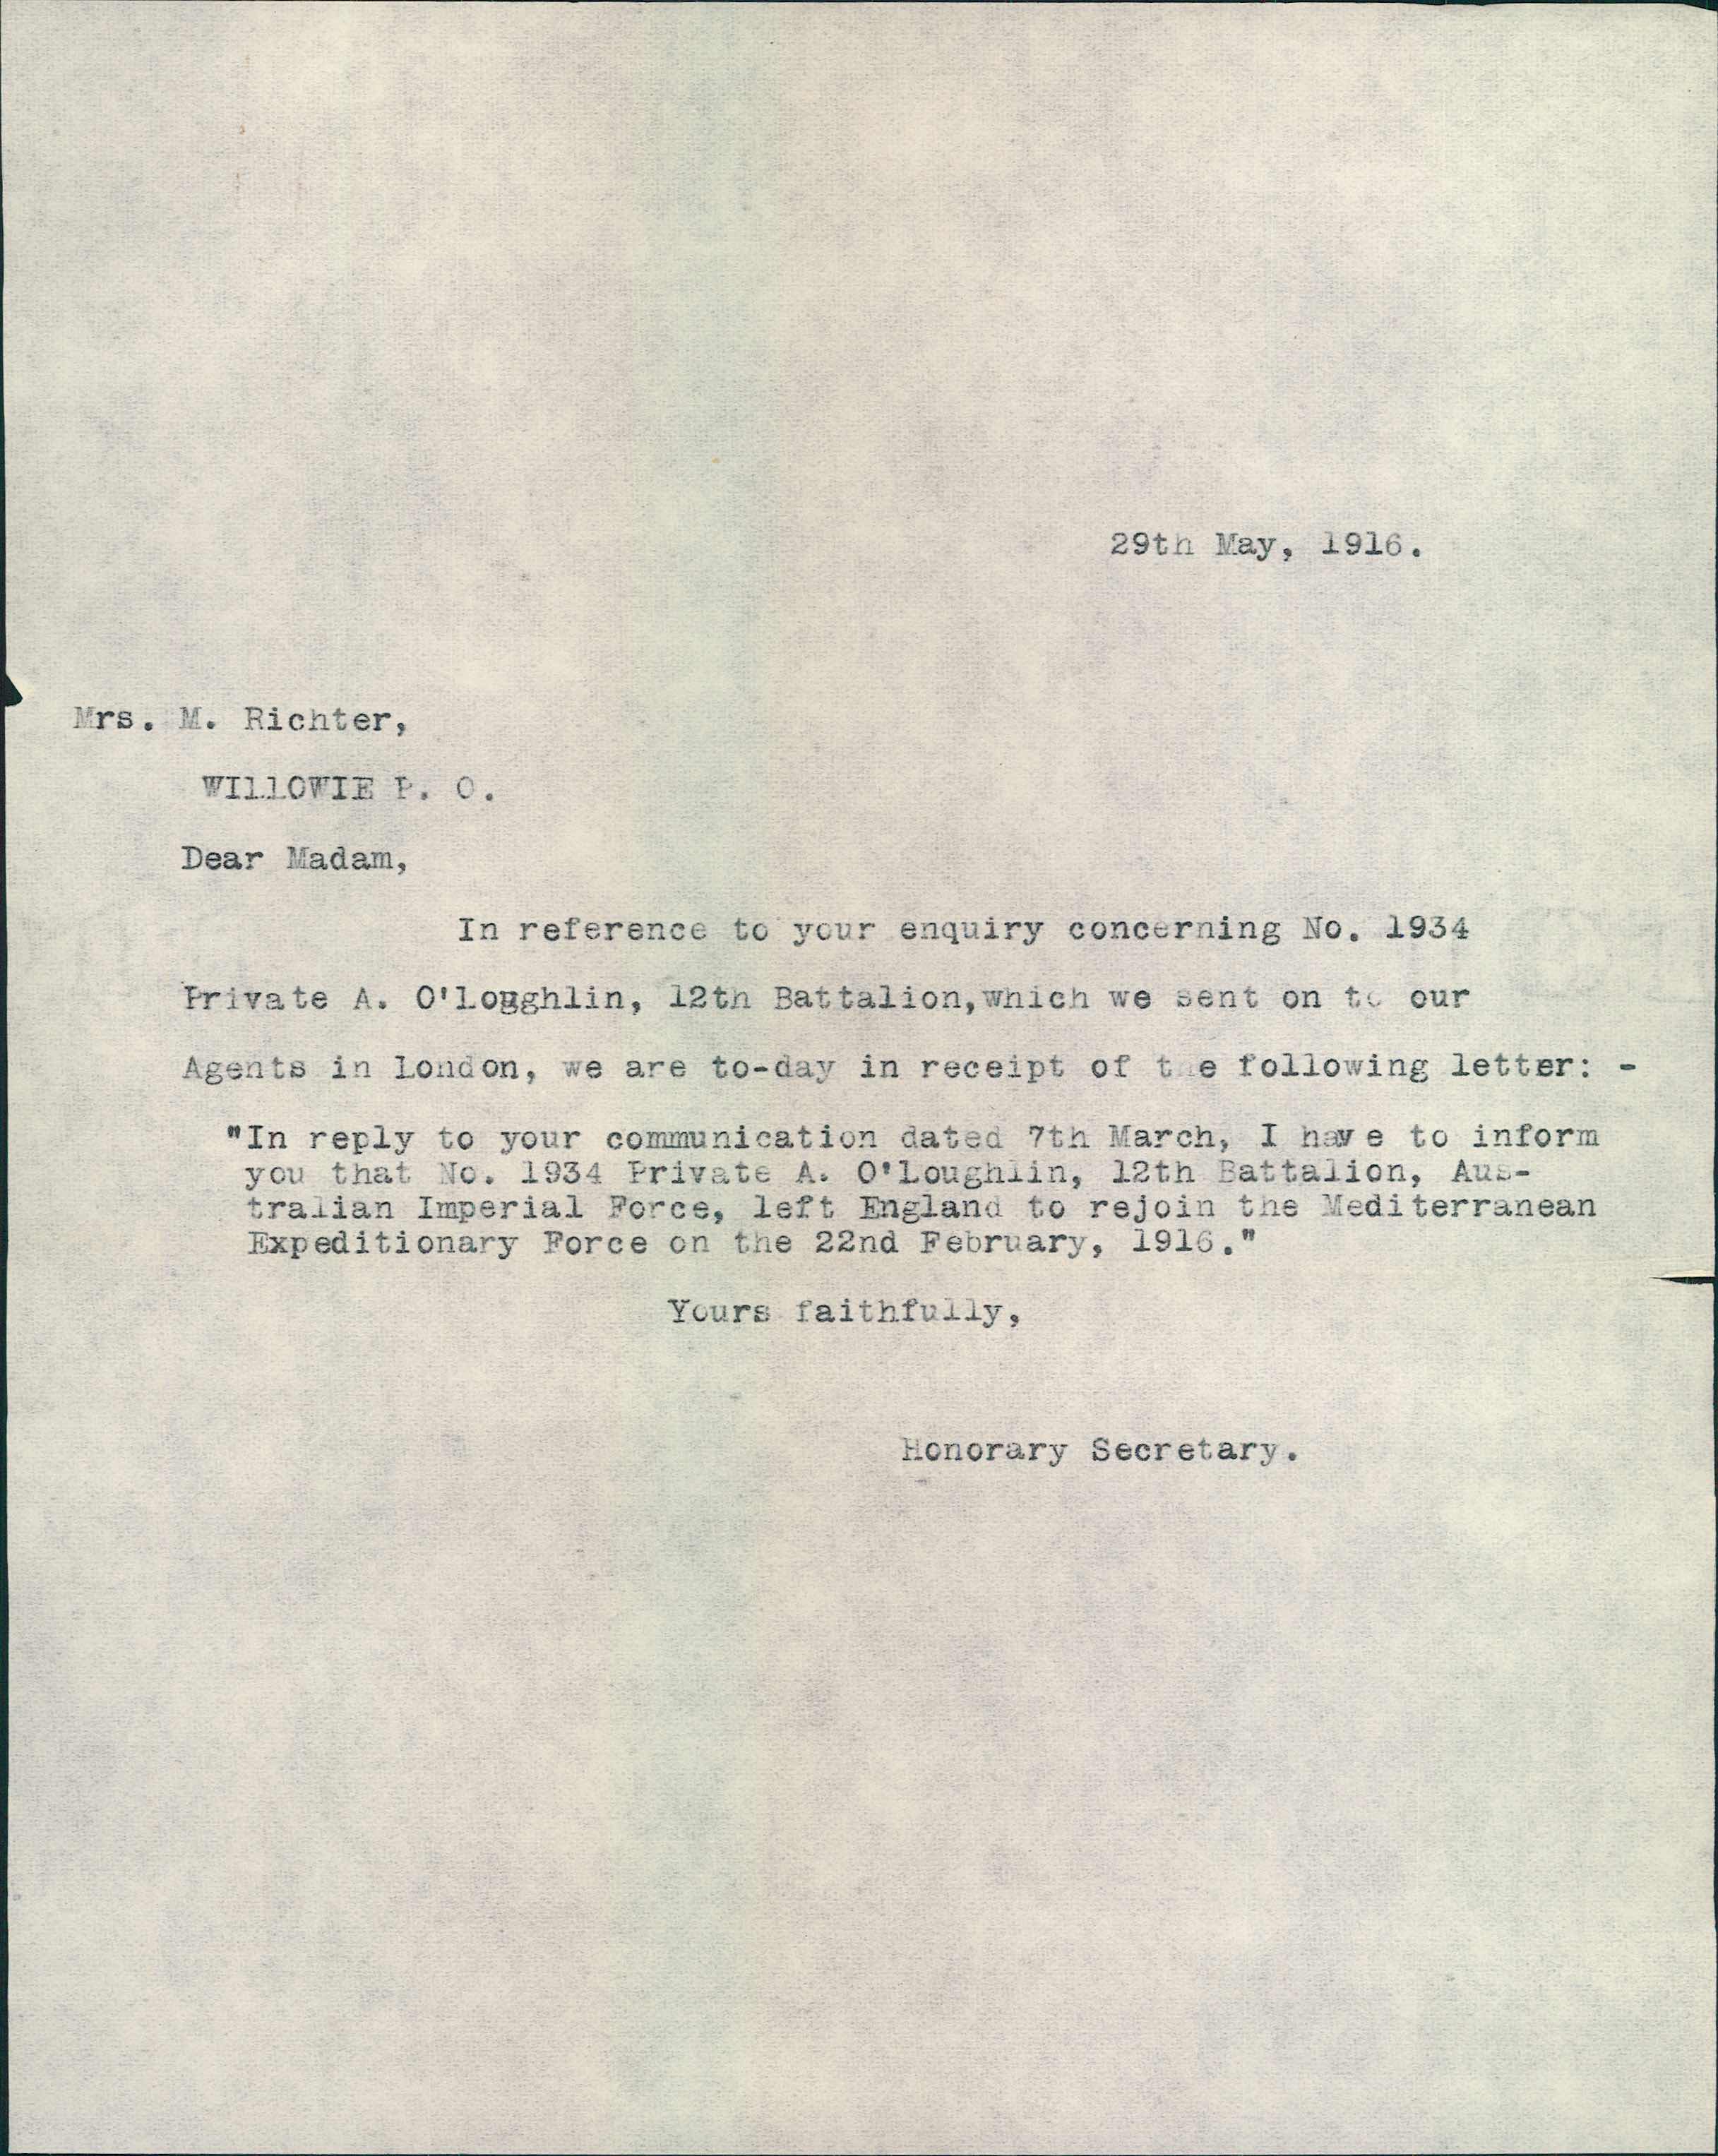 29th May, 1916.
Mrs. M. Richter,
WIllOWIE P. O.
Dear Madam,
In reference to your enquiry concerning No. 1934
Private A. O'Loughlin, 12th Battalion,which we sent on to our
Agents in London, we are to-day in receipt of the following letter: -
"In reply to your communication dated 7th March, I have to inform
you that No. 1934 Private A. O'Loughlin, 12th Battalion, Aus-
tralian Imperial Force, left England to rejoin the Mediterranean
Expeditionary Force on the 22nd February, 1916."
Yours faithfully,
Honorary Secretary.